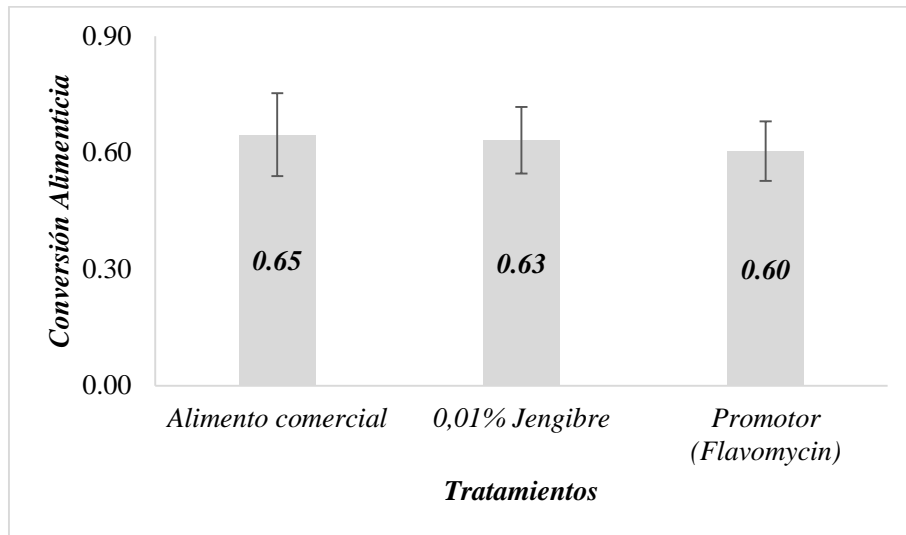 0.90
0.60
0.30
0.00
Conversión Alimenticia
0.65
0.63
0.60
Alimento comercial
0,01% Jengibre
Promotor
(Flavomycin)
Tratamientos